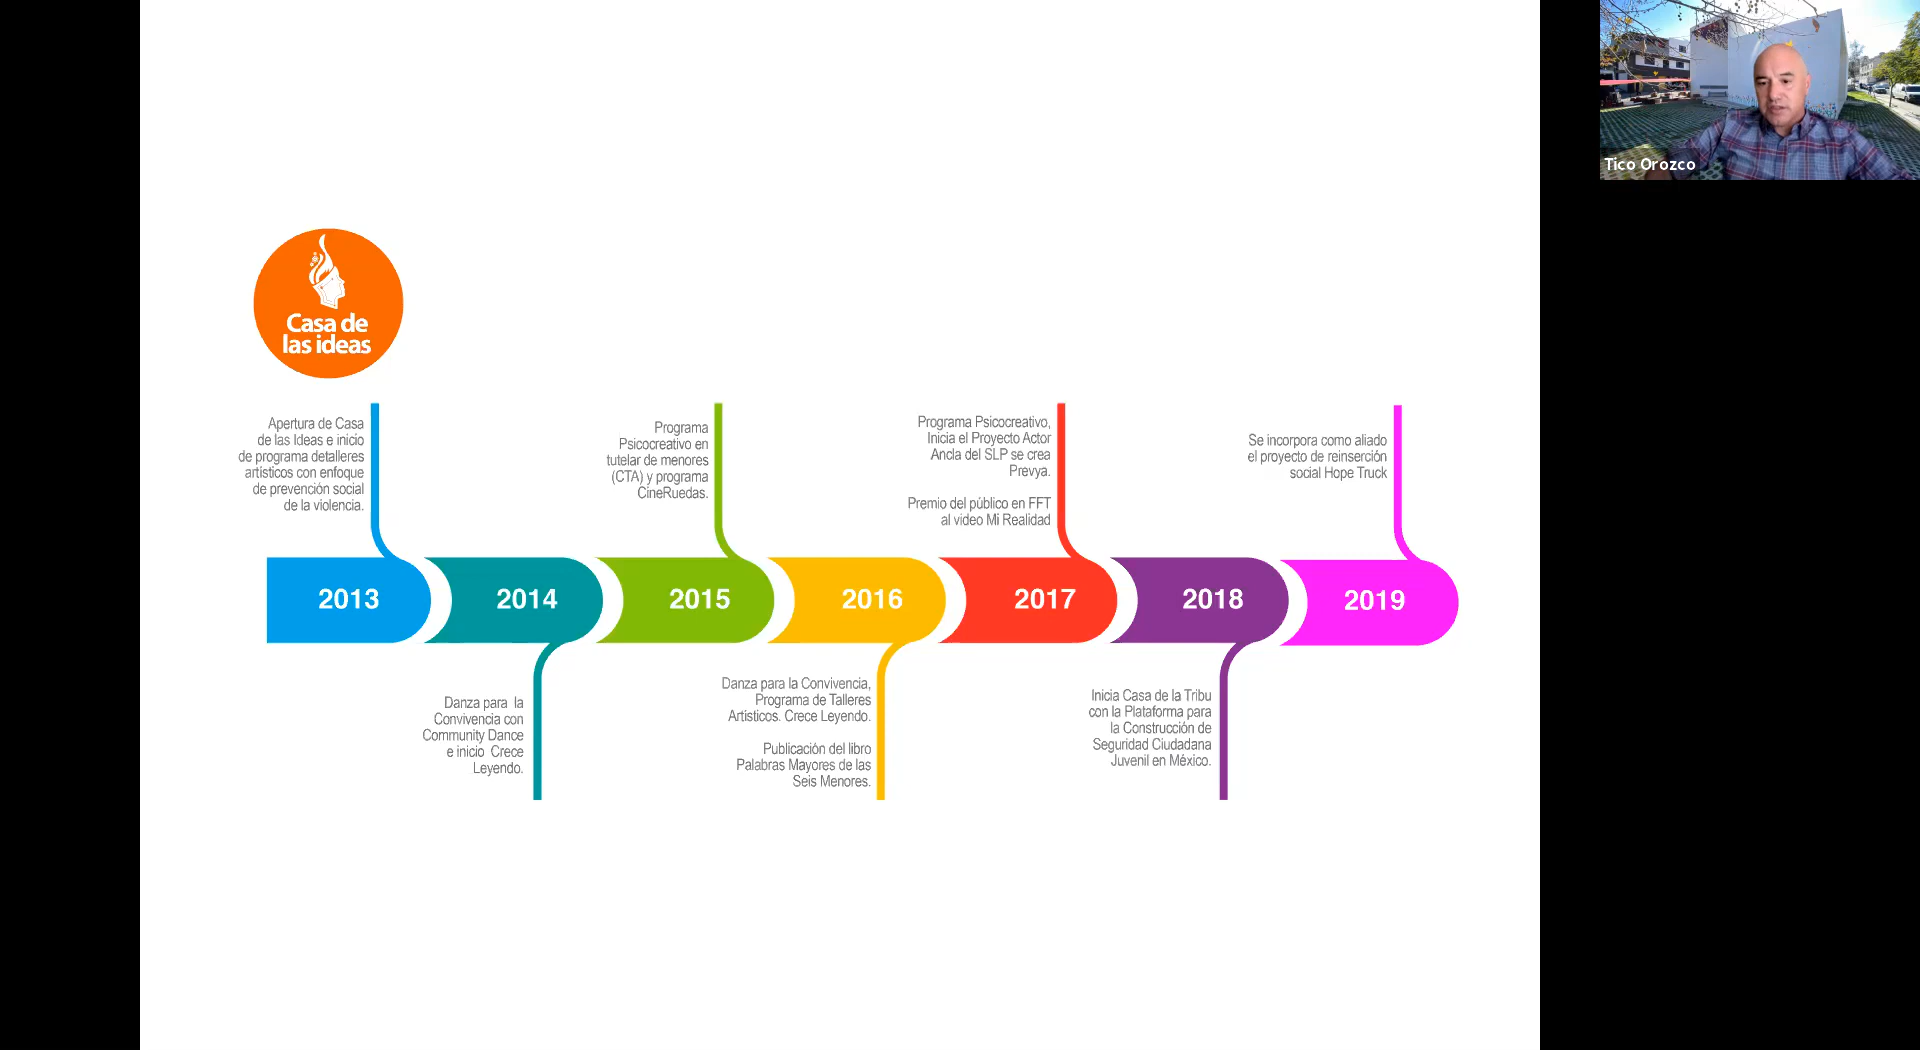 Tico Orozco
Casa de
las ideas
Apertura de Casa
de las Ideas e inicio
de programa detalleres
artísticos con enfoque
de prevención social
de la violencia.
Programa
Psicocreativo en
tutelar de menores
(CTA) y programa
CineRuedas.
Programa Psicocreativo,
Inicia el Proyecto Actor
Ancla del SLP se crea
Prevya.
Premio del público en FFT
al video Mi Realidad
Se incorpora como aliado
el proyecto de reinserción
social Hope Truck
2013
2014
2015
2016
2017
2018
2019
Danza para la
Convivencia con
Community Dance
e inicio Crece
Leyendo.
Danza para la Convivencia,
Programa de Talleres
Artisticos. Crece Leyendo.
Publicación del libro
Palabras Mayores de las
Seis Menores.
Inicia Casa de la Tribu
con la Plataforma para
la Construcción de
Seguridad Ciudadana
Juvenil en México.